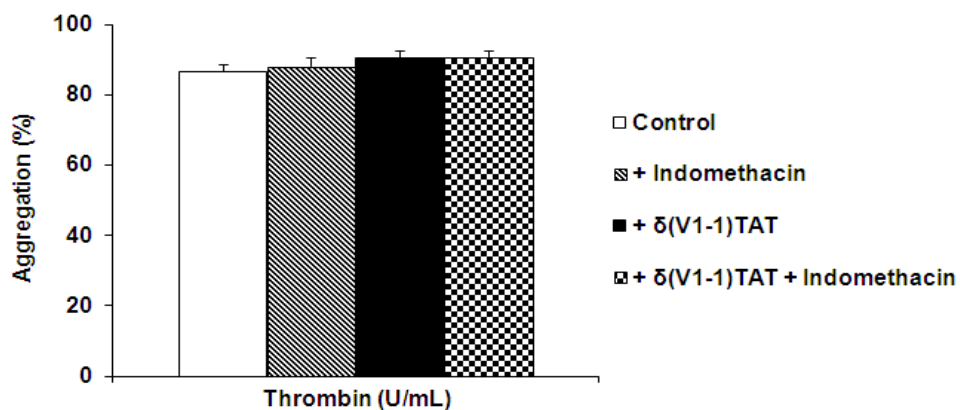 100
80
60
40
20
0
Aggregation (%)
Thrombin (U/mL)
Control
+ Indomethacin
+ δ(V1-1)TAT
+ δ(V1-1)TAT + Indomethacin